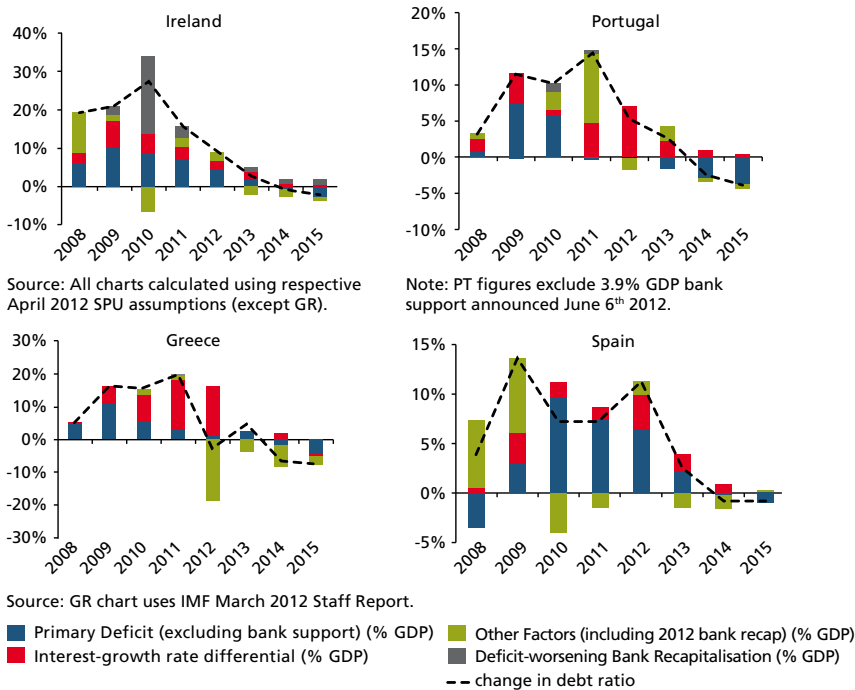 Ireland
40%
30%
20%
10%
0%
-10%
2008 2009 2010 2011 2012 2013 2014 2015
Portugal
20%
15%
10%
5%
0%
-5%
-10%
2008 2009 2010 2011 2012 2013 2014 2015
Source: All charts calculated using respective
April 2012 SPU assumptions (except GR).
Note: PT figures exclude 3.9% GDP bank
support announced June 6th 2012.
Greece
30%
20%
10%
0%
-10%
-20%
-30%
2008 2009 2010 2011 2012 2013 2014 2015
Spain
15%
10%
5%
0%
-5%
2008 2009 2010 2011 2012 2013 2014 2015
Source: GR chart uses IMF March 2012 Staff Report.
Primary Deficit (excluding bank support) (% GDP)
Interest-growth rate differential (% GDP)
Other Factors (including 2012 bank recap) (% GDP)
Deficit-worsening Bank Recapitalisation (% GDP)
change in debt ratio